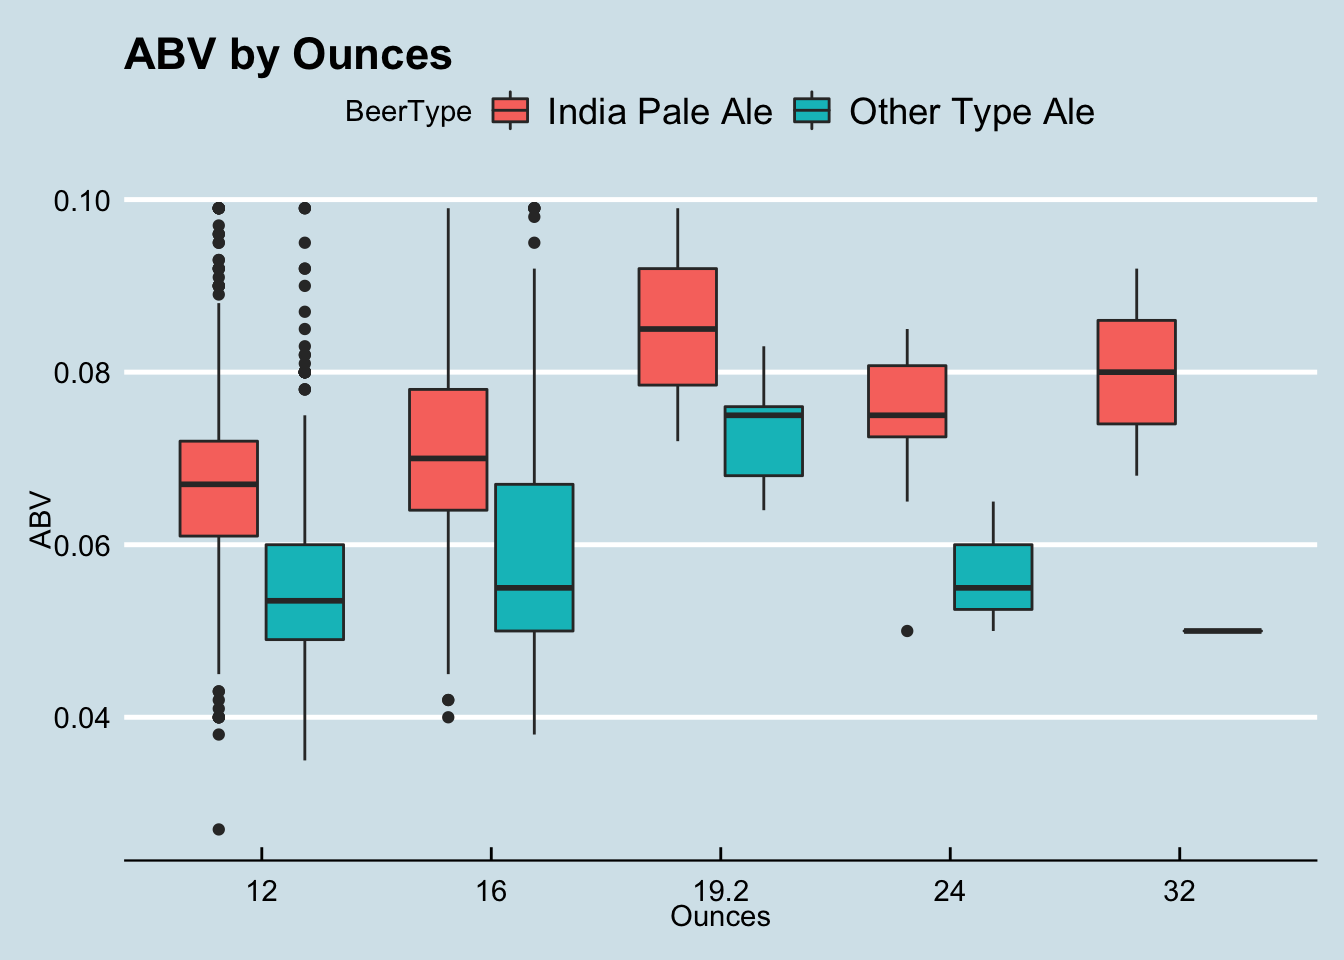 ABV by Ounces
BeerType India Pale Ale Other Type Ale
0.10
0.08
0.06
0.04
ABV
12 16 19.2 24 32
Ounces